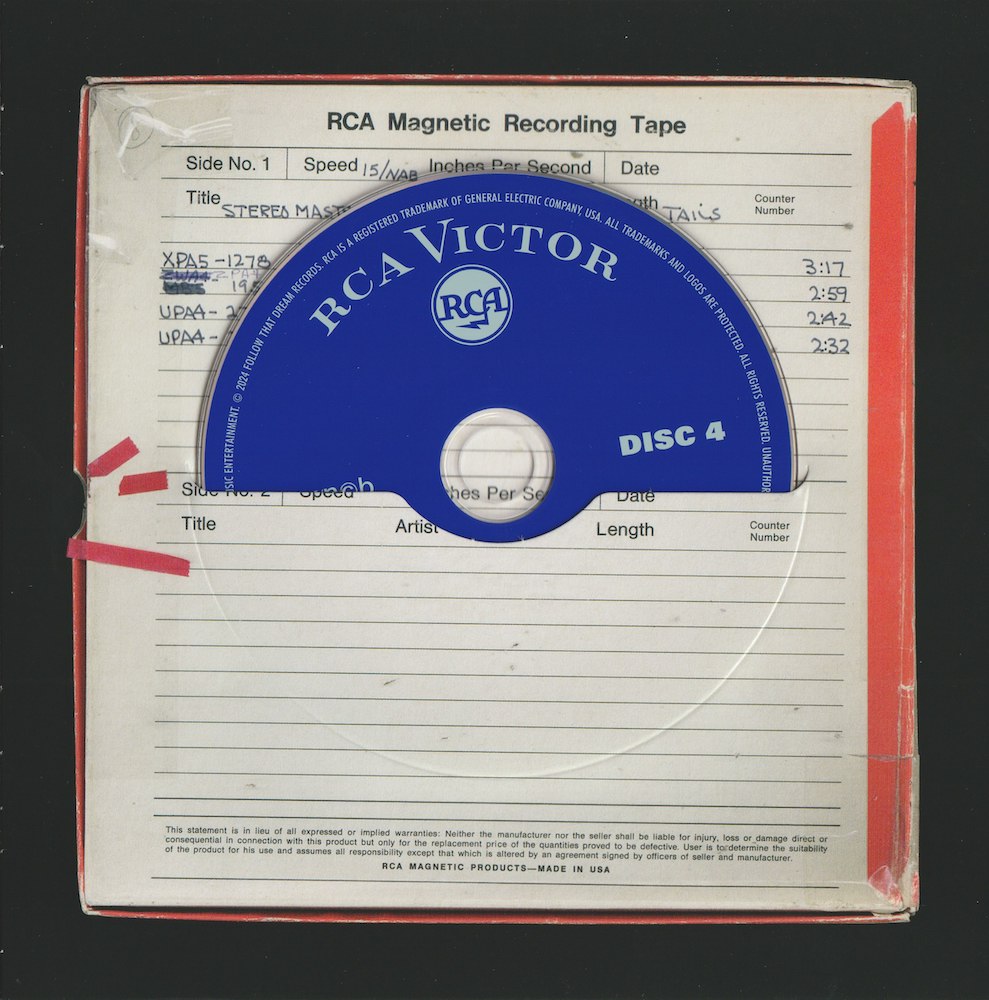 RCA Magnetic Recording Tape
Side No. 1 Speed 15/NAB Inches Per Second Date
Title STEREO MAST TAILS Counter Number
XPA5-1278 3:17
2:59
UPA4- 2:42
UPA4- 2:32
ENTERTAINMENT. © 2024 FOLLOW THAT DREAM RECORDS. RCA IS A REGISTERED TRADEMARK OF GENERAL ELECTRIC COMPANY, USA. ALL TRADEMARKS AND LOGOS ARE PROTECTED. ALL RIGHTS RESERVED.
RCA VICTOR
RCA
DISC 4
Side No. 2 Speed Date
Title Artist Length Counter Number
This statement is in lieu of all expressed or implied warranties: Neither the manufacturer nor the seller shall be liable for injury, loss or damage direct or
consequential in connection with this product but only for the replacement price of the quantities proved to be defective. User is to determine the suitability
of the product for his use and assumes all responsibility except that which is altered by an agreement signed by officers of seller and manufacturer.
RCA MAGNETIC PRODUCTS—MADE IN USA